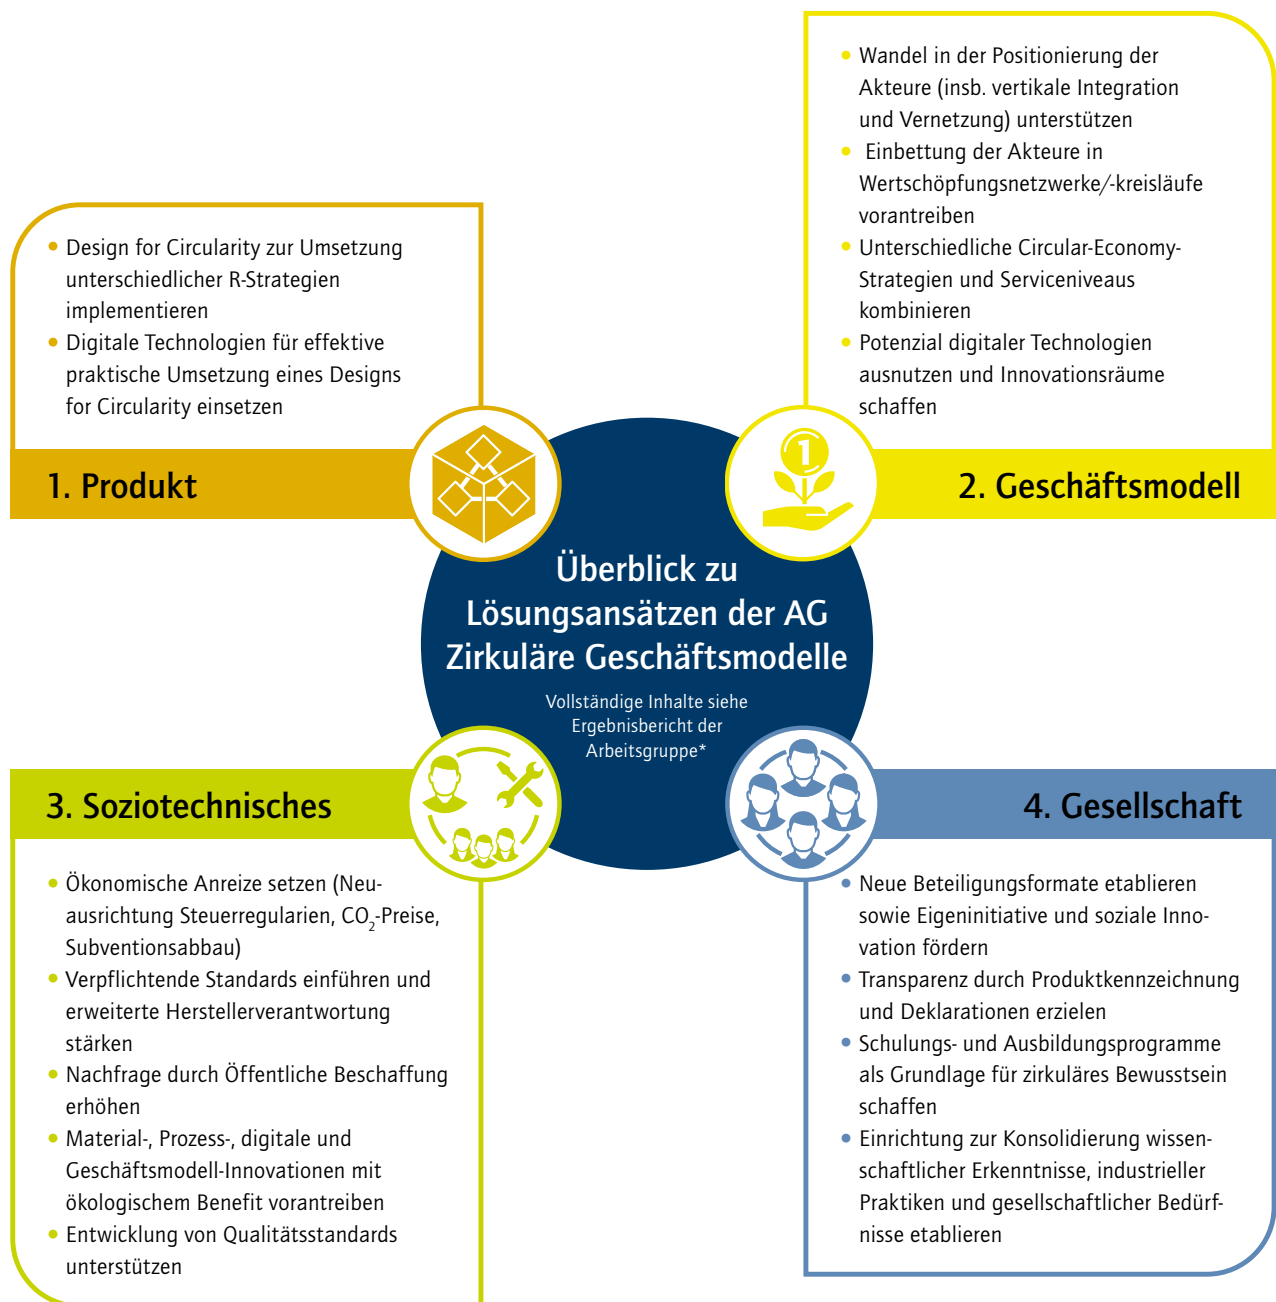 • Design for Circularity zur Umsetzung
unterschiedlicher R-Strategien
implementieren
• Digitale Technologien für effektive
praktische Umsetzung eines Designs
for Circularity einsetzen
1. Produkt
• Wandel in der Positionierung der
Akteure (insb. vertikale Integration
und Vernetzung) unterstützen
• Einbettung der Akteure in
Wertschöpfungsnetzwerke/-kreisläufe
vorantreiben
• Unterschiedliche Circular-Economy-
Strategien und Serviceniveaus
kombinieren
• Potenzial digitaler Technologien
ausnutzen und Innovationsräume
schaffen
1
2. Geschäftsmodell
Überblick zu
Lösungsansätzen der AG
Zirkuläre Geschäftsmodelle
Vollständige Inhalte siehe
Ergebnisbericht der
Arbeitsgruppe*
3. Soziotechnisches
• Ökonomische Anreize setzen (Neu-
ausrichtung Steuerregularien, CO₂-Preise,
Subventionsabbau)
• Verpflichtende Standards einführen und
erweiterte Herstellerverantwortung
stärken
• Nachfrage durch Öffentliche Beschaffung
erhöhen
• Material-, Prozess-, digitale und
Geschäftsmodell-Innovationen mit
ökologischem Benefit vorantreiben
• Entwicklung von Qualitätsstandards
unterstützen
4. Gesellschaft
• Neue Beteiligungsformate etablieren
sowie Eigeninitiative und soziale Inno-
vation fördern
• Transparenz durch Produktkennzeichnung
und Deklarationen erzielen
• Schulungs- und Ausbildungsprogramme
als Grundlage für zirkuläres Bewusstsein
schaffen
• Einrichtung zur Konsolidierung wissen-
schaftlicher Erkenntnisse, industrieller
Praktiken und gesellschaftlicher Bedürf-
nisse etablieren